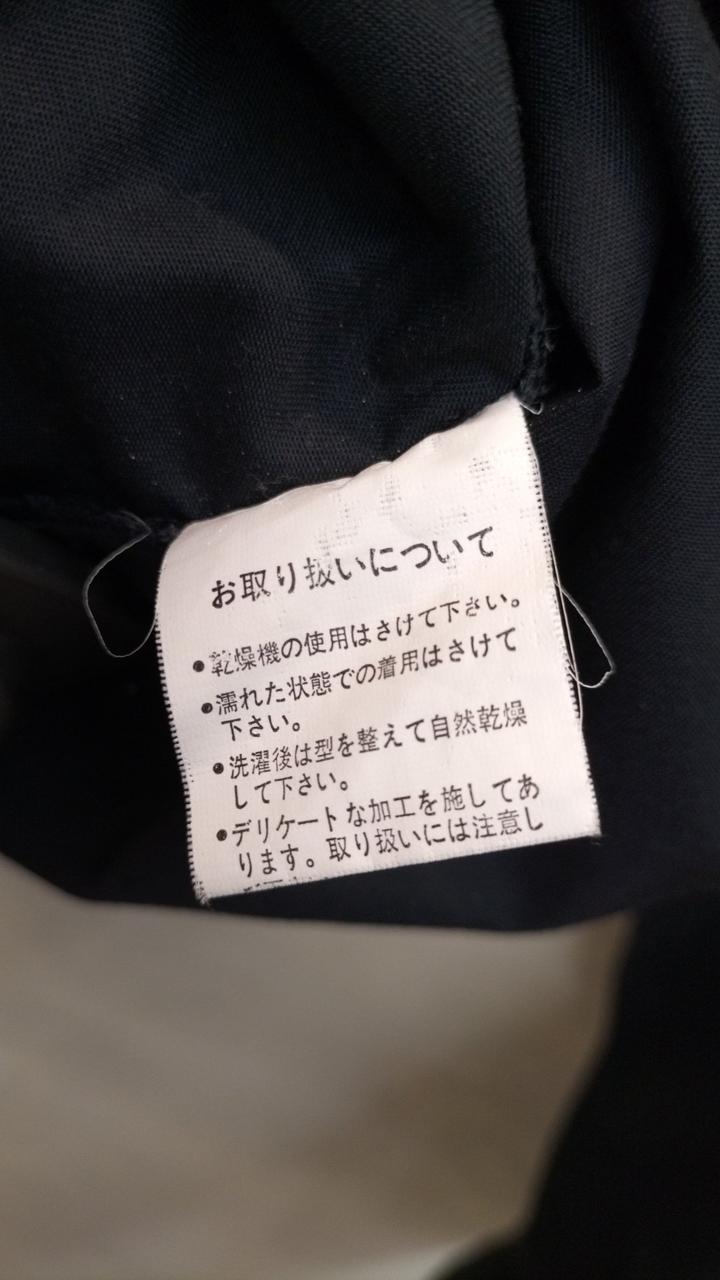 お取り扱いについて
●乾燥機の使用はさけて下さい。
●濡れた状態での着用はさけて
下さい。
●洗濯後は型を整えて自然乾燥
して下さい。
●デリケートな加工を施してあ
ります。取り扱いには注意し